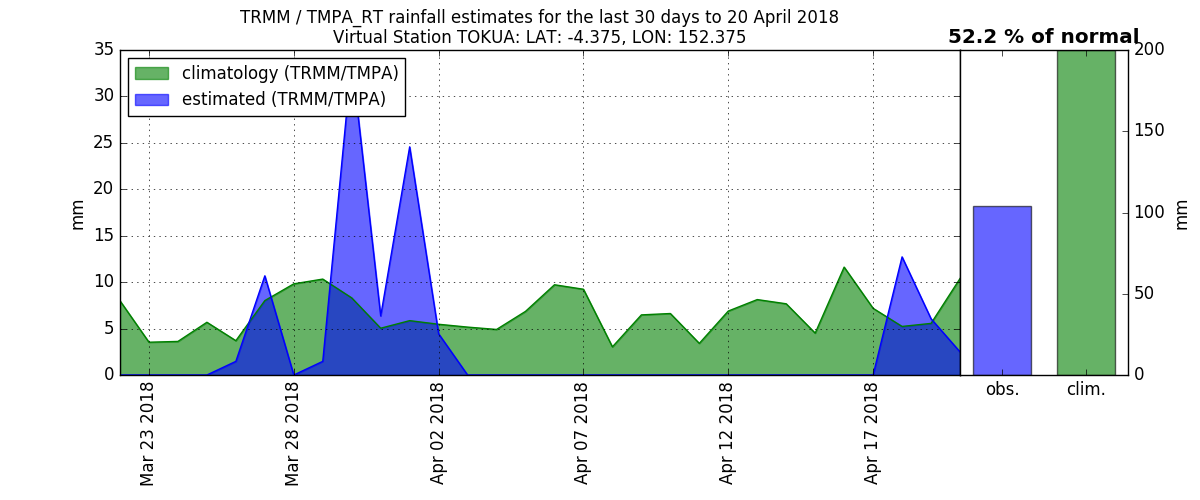 TRMM / TMPA_RT rainfall estimates for the last 30 days to 20 April 2018
Virtual Station TOKUA: LAT: -4.375, LON: 152.375
52.2 % of normal
climatology (TRMM/TMPA)
estimated (TRMM/TMPA)
mm
35
30
25
20
15
10
5
0
Mar 23 2018
Mar 28 2018
Apr 02 2018
Apr 07 2018
Apr 12 2018
Apr 17 2018
obs.
clim.
200
150
100
50
0
mm